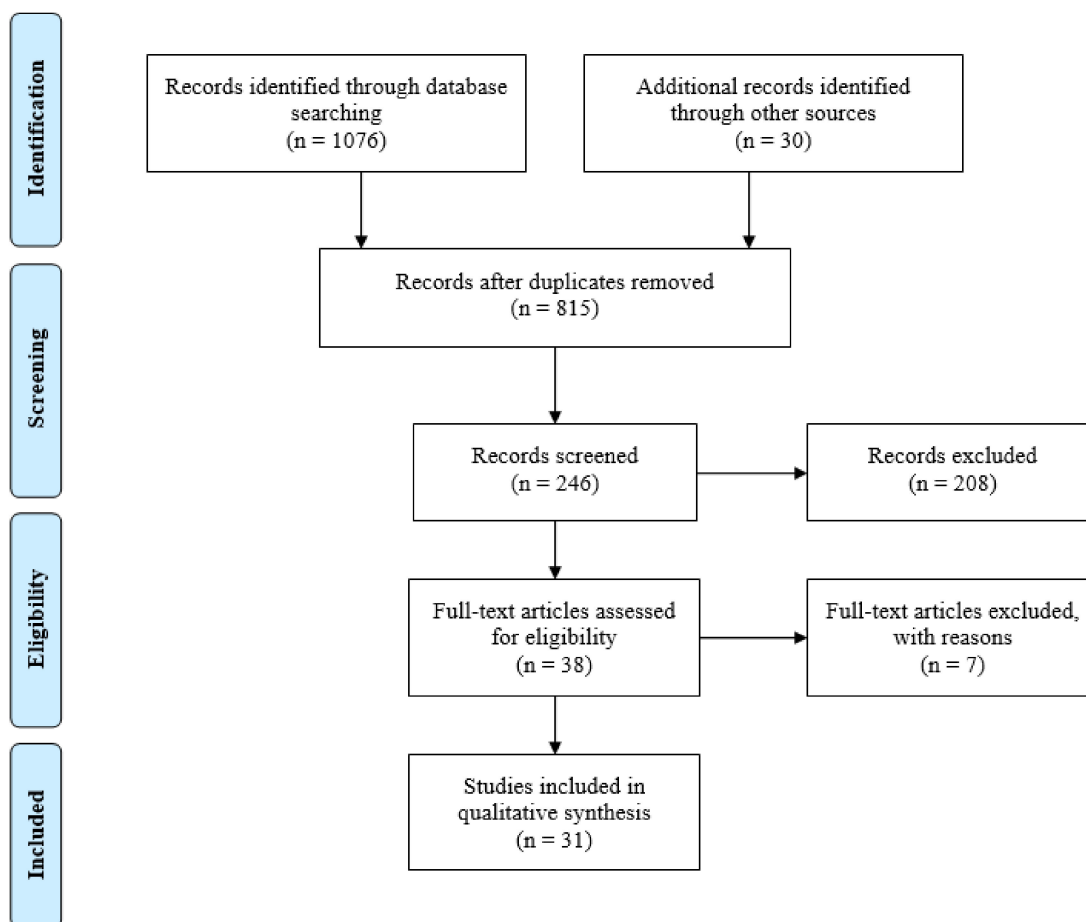 Identification
Records identified through database
searching
(n = 1076)
Additional records identified
through other sources
(n = 30)
Screening
Records after duplicates removed
(n = 815)
Records screened
(n = 246)
Records excluded
(n = 208)
Eligibility
Full-text articles assessed
for eligibility
(n = 38)
Full-text articles excluded,
with reasons
(n = 7)
Included
Studies included in
qualitative synthesis
(n = 31)